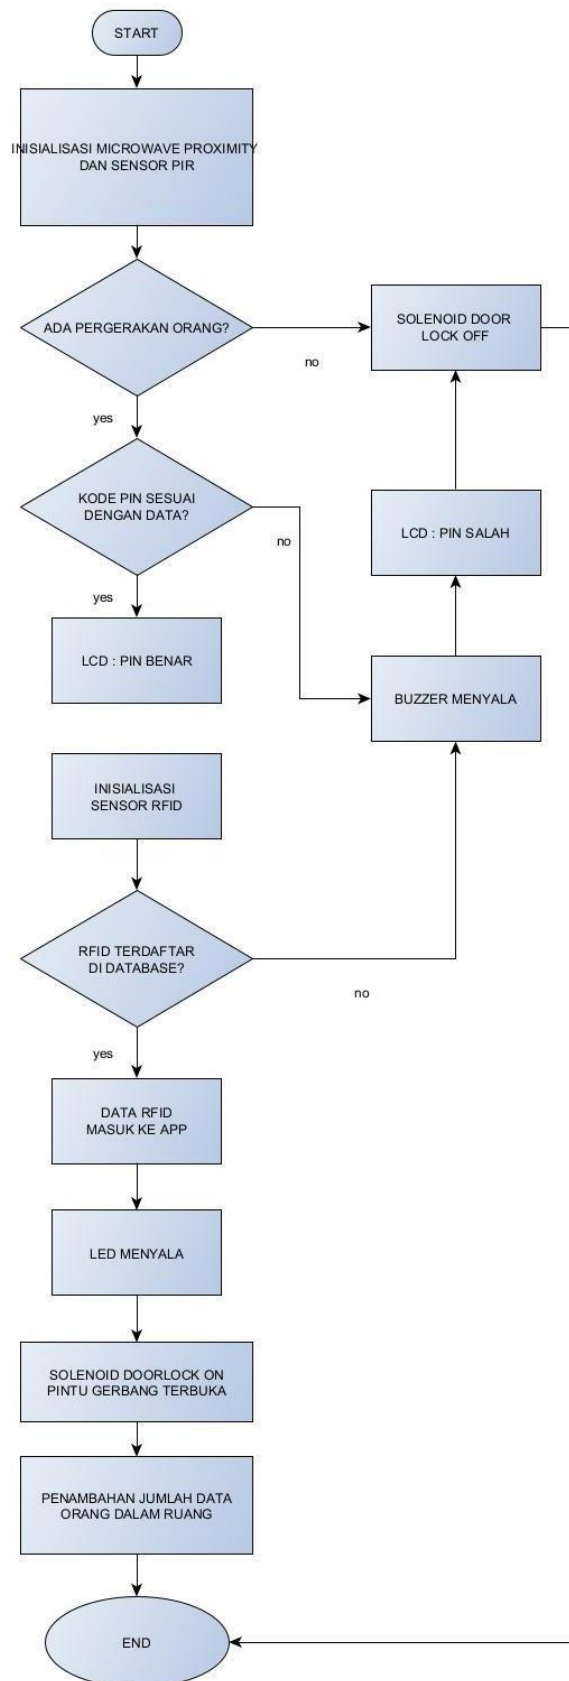 START
INISIALISASI MICROWAVE PROXIMITY
DAN SENSOR PIR
ADA PERGERAKAN ORANG?
no
SOLENOID DOOR
LOCK OFF
yes
KODE PIN SESUAI
DENGAN DATA?
no
LCD : PIN SALAH
yes
LCD : PIN BENAR
BUZZER MENYALA
INISIALISASI
SENSOR RFID
RFID TERDAFTAR
DI DATABASE?
no
yes
DATA RFID
MASUK KE APP
LED MENYALA
SOLENOID DOORLOCK ON
PINTU GERBANG TERBUKA
PENAMBAHAN JUMLAH DATA
ORANG DALAM RUANG
END